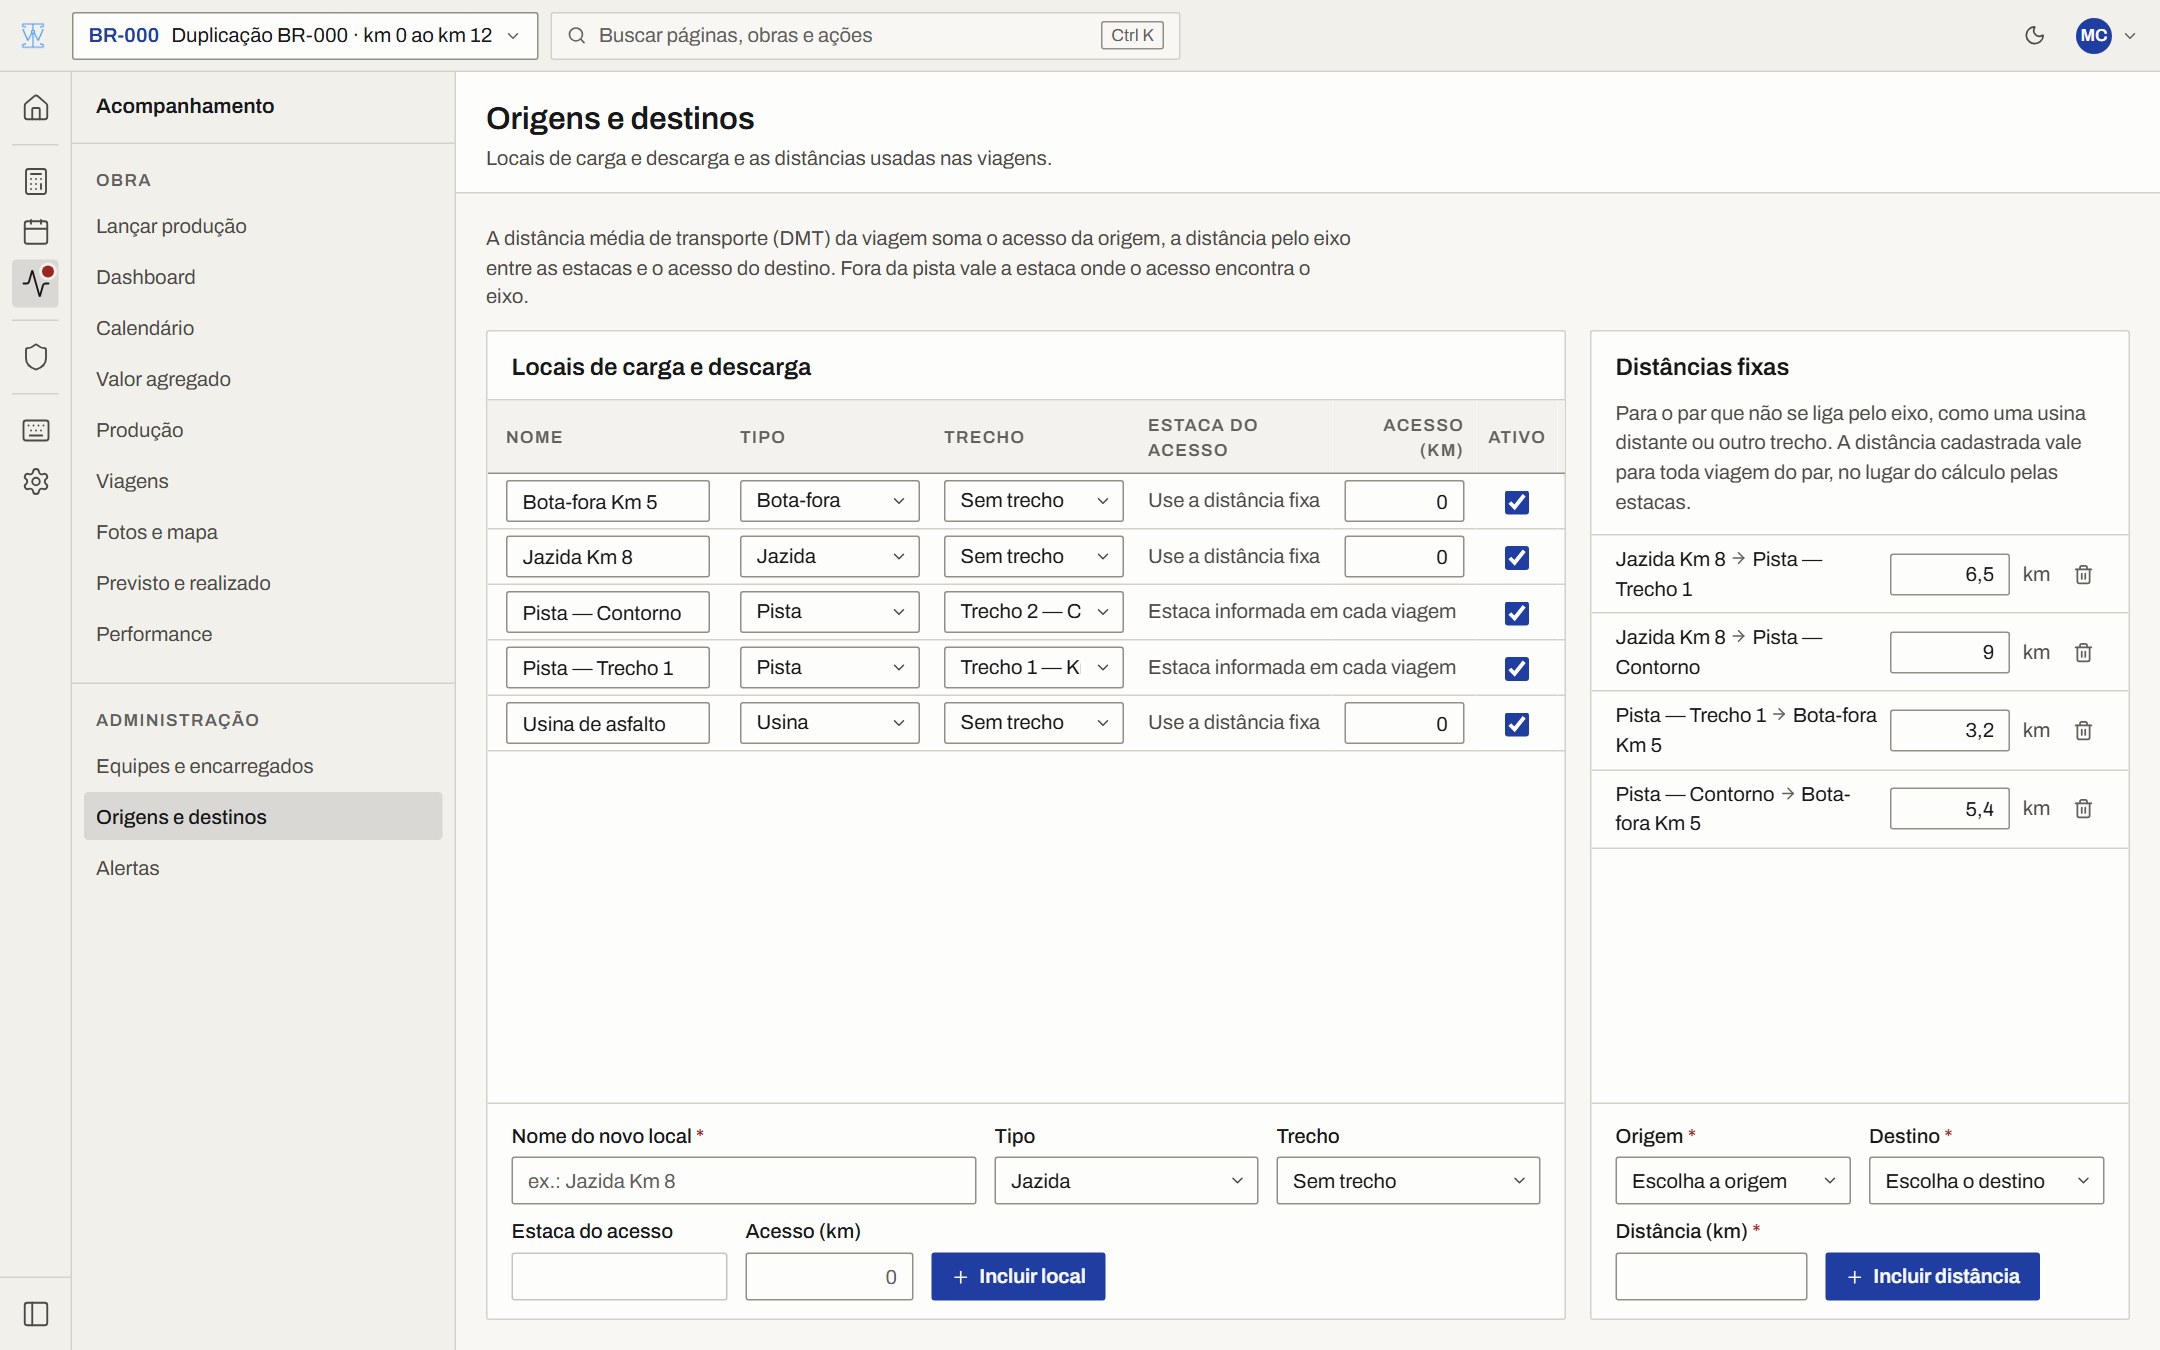 BR-000 Duplicação BR-000 · km 0 ao km 12
Buscar páginas, obras e ações
Ctrl K
MC
Acompanhamento
OBRA
Lançar produção
Dashboard
Calendário
Valor agregado
Produção
Viagens
Fotos e mapa
Previsto e realizado
Performance
ADMINISTRAÇÃO
Equipes e encarregados
Origens e destinos
Alertas
Origens e destinos
Locais de carga e descarga e as distâncias usadas nas viagens.
A distância média de transporte (DMT) da viagem soma o acesso da origem, a distância pelo eixo
entre as estacas e o acesso do destino. Fora da pista vale a estaca onde o acesso encontra o
eixo.
Locais de carga e descarga
NOME TIPO TRECHO ESTACA DO ACESSO ACESSO (KM) ATIVO
Bota-fora Km 5 Bota-fora Sem trecho Use a distância fixa 0
Jazida Km 8 Jazida Sem trecho Use a distância fixa 0
Pista — Contorno Pista Trecho 2 — C Estaca informada em cada viagem
Pista — Trecho 1 Pista Trecho 1 — K Estaca informada em cada viagem
Usina de asfalto Usina Sem trecho Use a distância fixa 0
Nome do novo local * Tipo Trecho
ex.: Jazida Km 8 Jazida Sem trecho
Estaca do acesso Acesso (km)
0 + Incluir local
Distâncias fixas
Para o par que não se liga pelo eixo, como uma usina
distante ou outro trecho. A distância cadastrada vale
para toda viagem do par, no lugar do cálculo pelas
estacas.
Jazida Km 8 → Pista —
Trecho 1
6,5 km
Jazida Km 8 → Pista —
Contorno
9 km
Pista — Trecho 1 → Bota-fora
Km 5
3,2 km
Pista — Contorno → Bota-
fora Km 5
5,4 km
Origem * Destino *
Escolha a origem Escolha o destino
Distância (km) *
+ Incluir distância